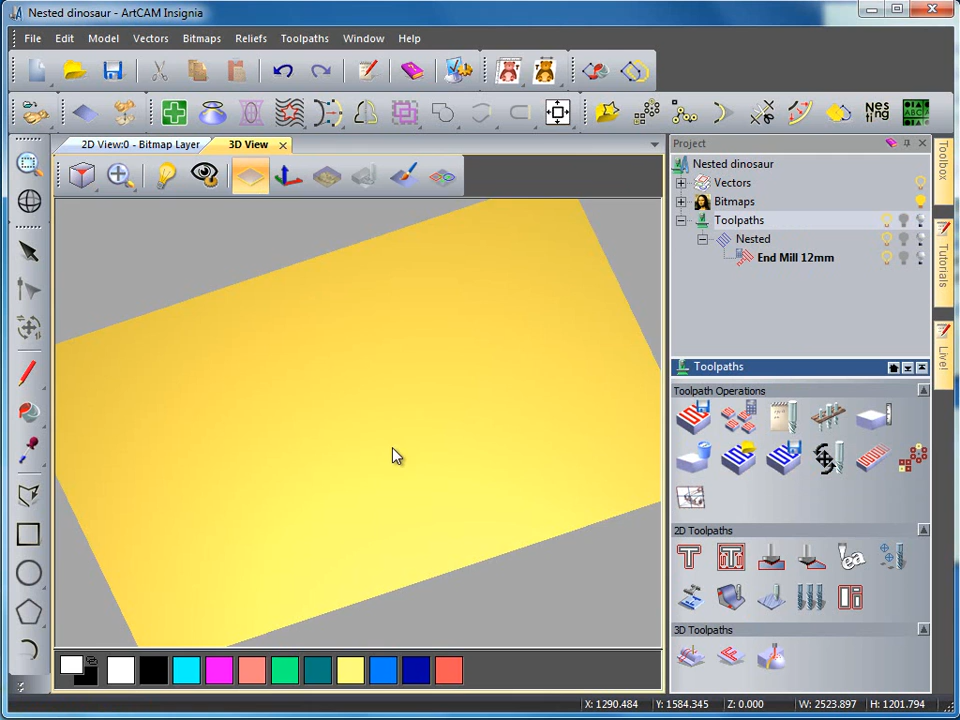 Nested dinosaur - ArtCAM Insignia
File Edit Model Vectors Bitmaps Reliefs Toolpaths Window Help
Nes
ting
ABC
2D View:0 - Bitmap Layer
3D View
Project
Nested dinosaur
Vectors
Bitmaps
Toolpaths
Nested
End Mill 12mm
Toolbox
Tutorials
Live!
Toolpaths
Toolpath Operations
2D Toolpaths
3D Toolpaths
X: 1290.484 Y: 1584.345 Z: 0.000 W: 2523.897 H: 1201.794